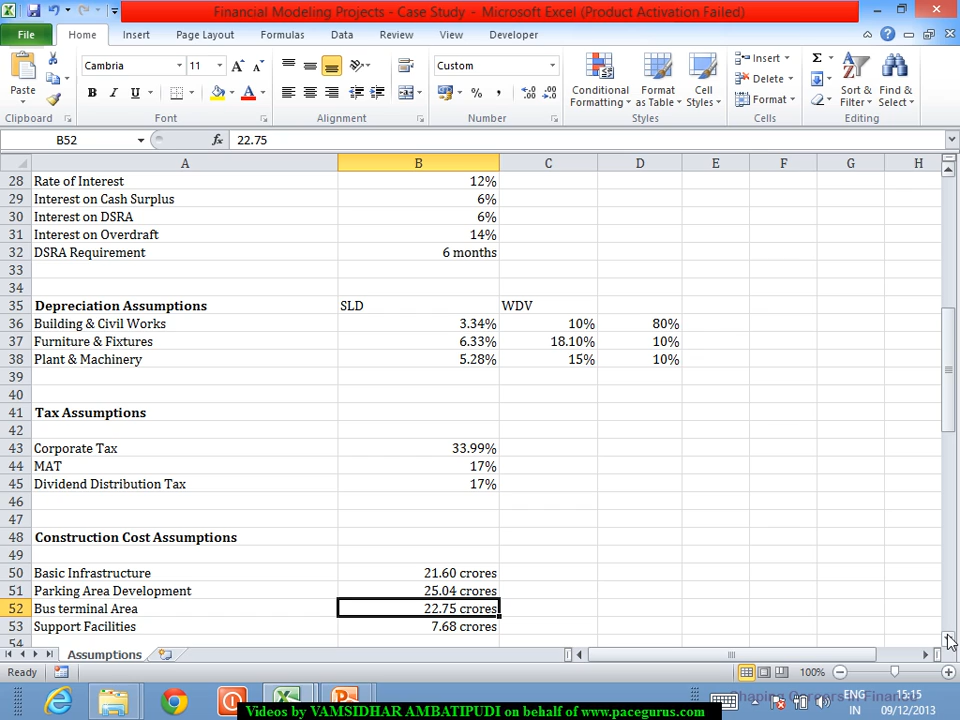 Financial Modeling Projects - Case Study - Microsoft Excel (Product Activation Failed)
File Home Insert Page Layout Formulas Data Review View Developer
Cambria 11 Custom Insert
Paste Conditional Formatting Format as Table Cell Styles Delete Sort & Filter Find & Select
Format
Clipboard Font Alignment Number Styles Cells Editing
B52 fx 22.75
A B C D E F G H
28 Rate of Interest 12%
29 Interest on Cash Surplus 6%
30 Interest on DSRA 6%
31 Interest on Overdraft 14%
32 DSRA Requirement 6 months
33
34
35 Depreciation Assumptions SLD WDV
36 Building & Civil Works 3.34% 10% 80%
37 Furniture & Fixtures 6.33% 18.10% 10%
38 Plant & Machinery 5.28% 15% 10%
39
40
41 Tax Assumptions
42
43 Corporate Tax 33.99%
44 MAT 17%
45 Dividend Distribution Tax 17%
46
47
48 Construction Cost Assumptions
49
50 Basic Infrastructure 21.60 crores
51 Parking Area Development 25.04 crores
52 Bus terminal Area 22.75 crores
53 Support Facilities 7.68 crores
54
Assumptions
Ready 100%
Shaping Careers in Finance
ENG 15:15
IN 09/12/2013
Videos by VAMSIDHAR AMBATIPUDI on behalf of www.pacegurus.com